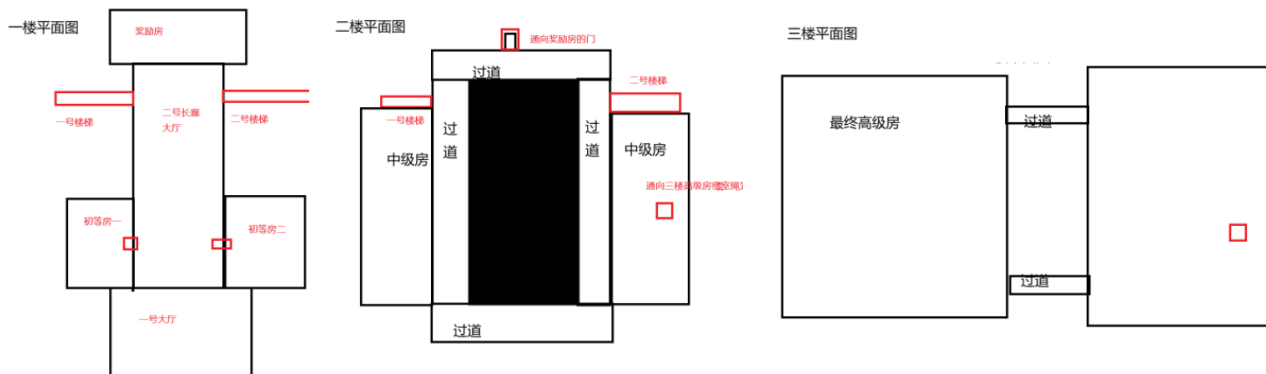 一楼平面图
奖励房
一号楼梯
二号长廊
大厅
二号楼梯
初等房一
初等房二
一号大厅
二楼平面图
通向奖励房的门
过道
二号楼梯
一号楼梯
过
道
过
道
中级房
中级房
通向三楼高级房密室绳
过道
三楼平面图
最终高级房
过道
过道